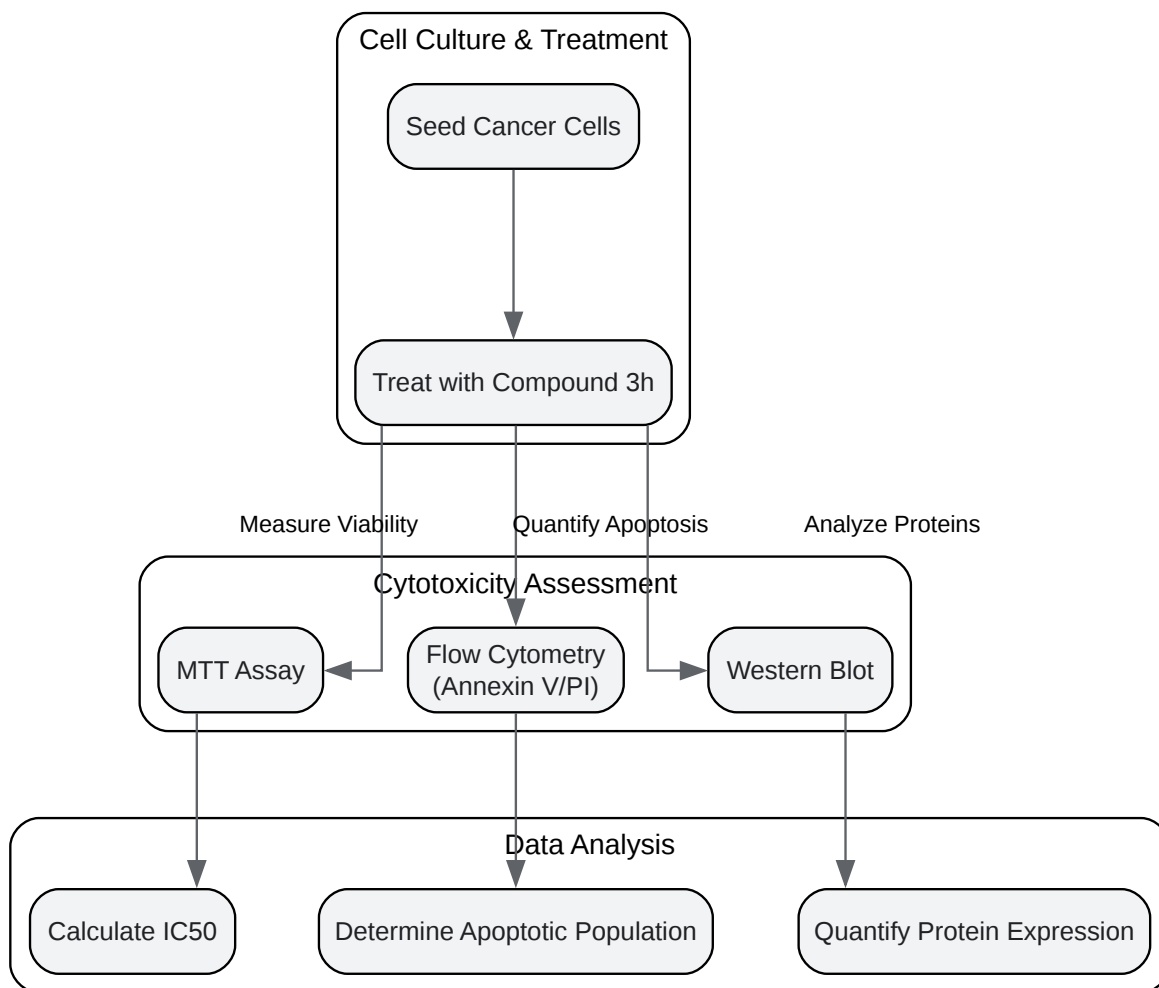 Cell Culture & Treatment
Seed Cancer Cells
Treat with Compound 3h
Measure Viability
Quantify Apoptosis
Analyze Proteins
Cytotoxicity Assessment
MTT Assay
Flow Cytometry
(Annexin V/PI)
Western Blot
Data Analysis
Calculate IC50
Determine Apoptotic Population
Quantify Protein Expression